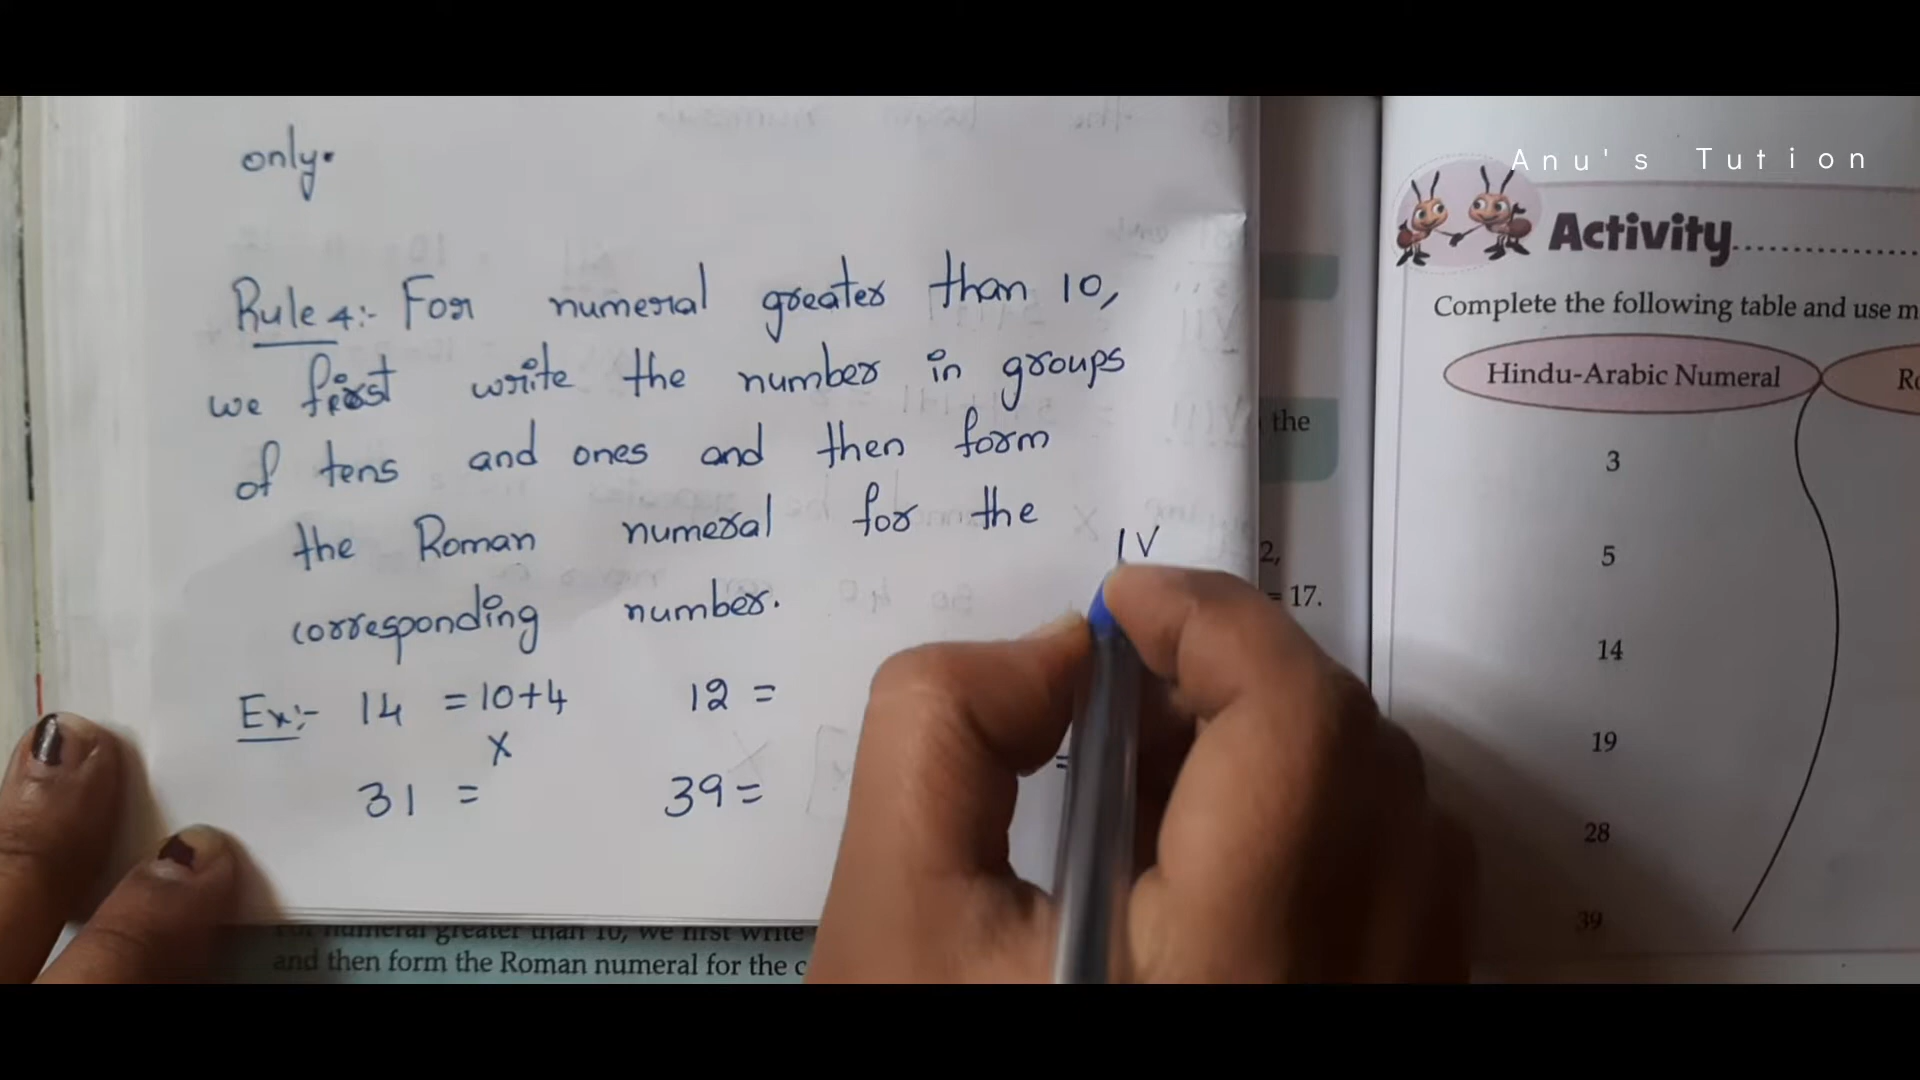 only.
Rule 4:- For numeral greater than 10,
we first write the number in groups
of tens and ones and then form
the Roman numeral for the
IV
corresponding number.
Ex:- 14 = 10+4 12 =
X
31 = 39 = =
and then form the Roman numeral for the c
the
2,
= 17.
Anu's Tution
Activity
Complete the following table and use m
Hindu-Arabic Numeral
3
5
14
19
28
39